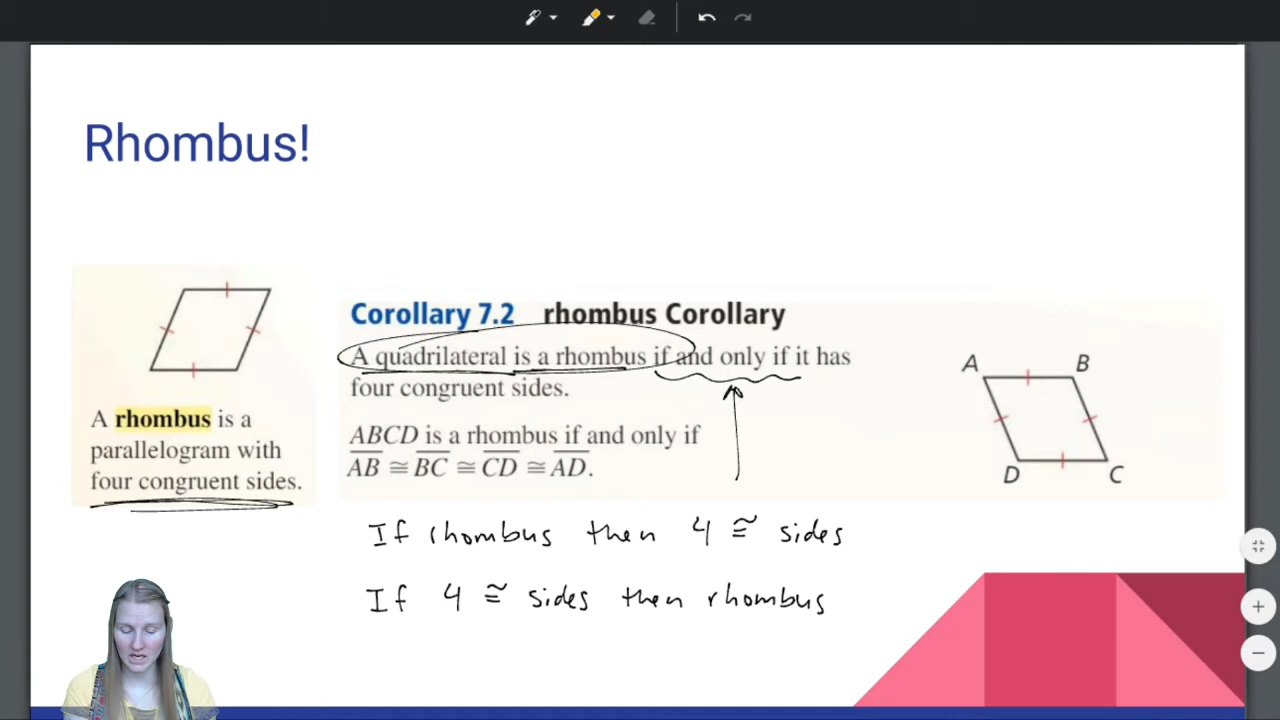 Rhombus!
A rhombus is a
parallelogram with
four congruent sides.
Corollary 7.2 rhombus Corollary
A quadrilateral is a rhombus if and only if it has
four congruent sides.
ABCD is a rhombus if and only if
AB ≅ BC ≅ CD ≅ AD.
A B
D C
If rhombus then 4 ≅ sides
If 4 ≅ sides then rhombus